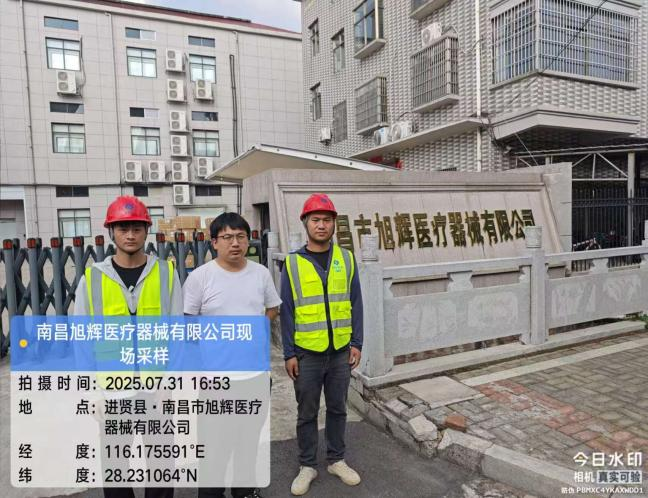 昌市旭辉医疗器械有限公司
南昌旭辉医疗器械有限公司现
场采样
拍摄时间：2025.07.31 16:53
地点：进贤县·南昌市旭辉医疗
器械有限公司
经度：116.175591°E
纬度：28.231064°N
今日水印
相机 真实可验
防伪 PBMXC4YKAXWDD1